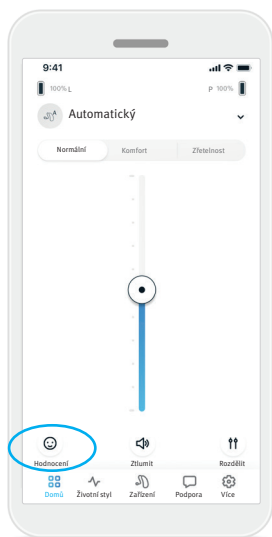 9:41
100% L P 100%
Automatický
Normální Komfort Zřetelnost
Hodnocení Ztlumit Rozdělit
Domů Životní styl Zařízení Podpora Více